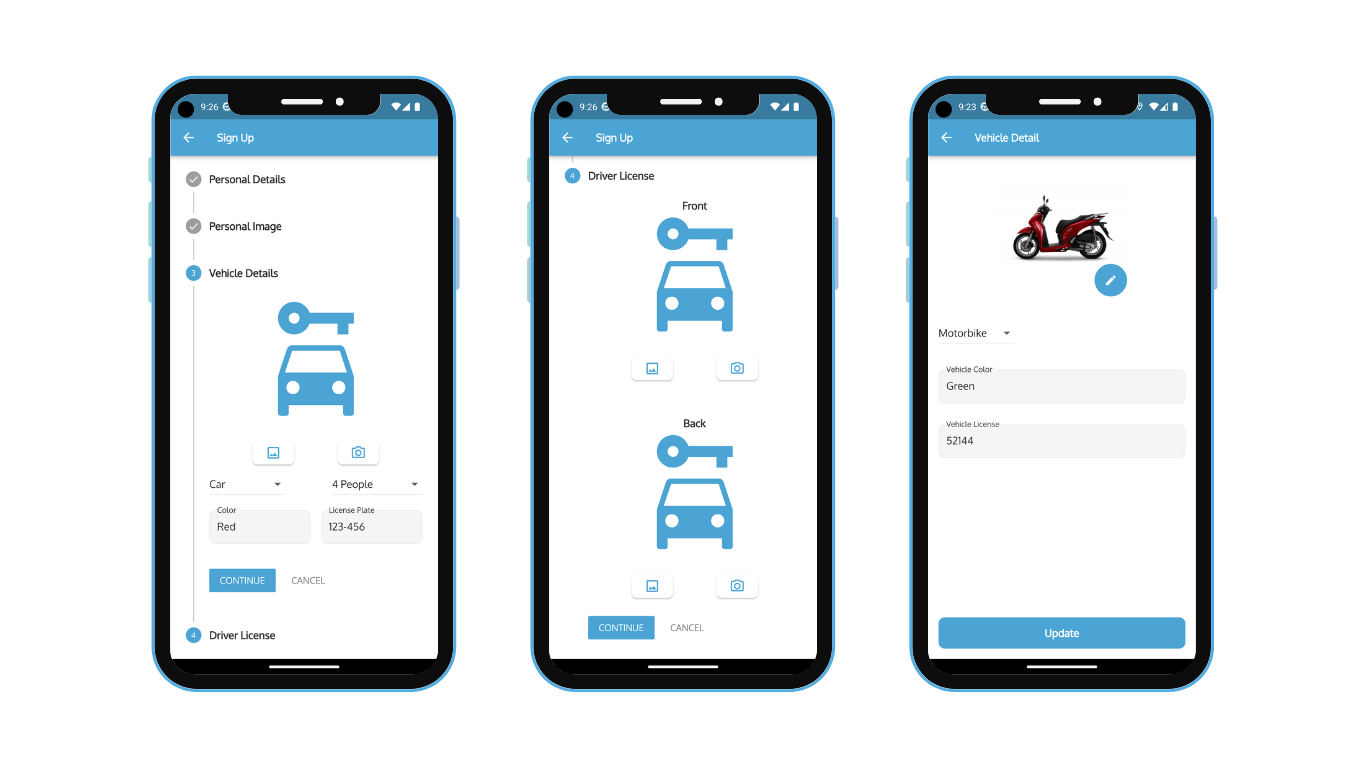 9:26
Sign Up
Personal Details
Personal Image
3 Vehicle Details
Car 4 People
Color License Plate
Red 123-456
CONTINUE CANCEL
4 Driver License
9:26
Sign Up
4 Driver License
Front
Back
CONTINUE CANCEL
9:23
Vehicle Detail
Motorbike
Vehicle Color
Green
Vehicle License
52144
Update